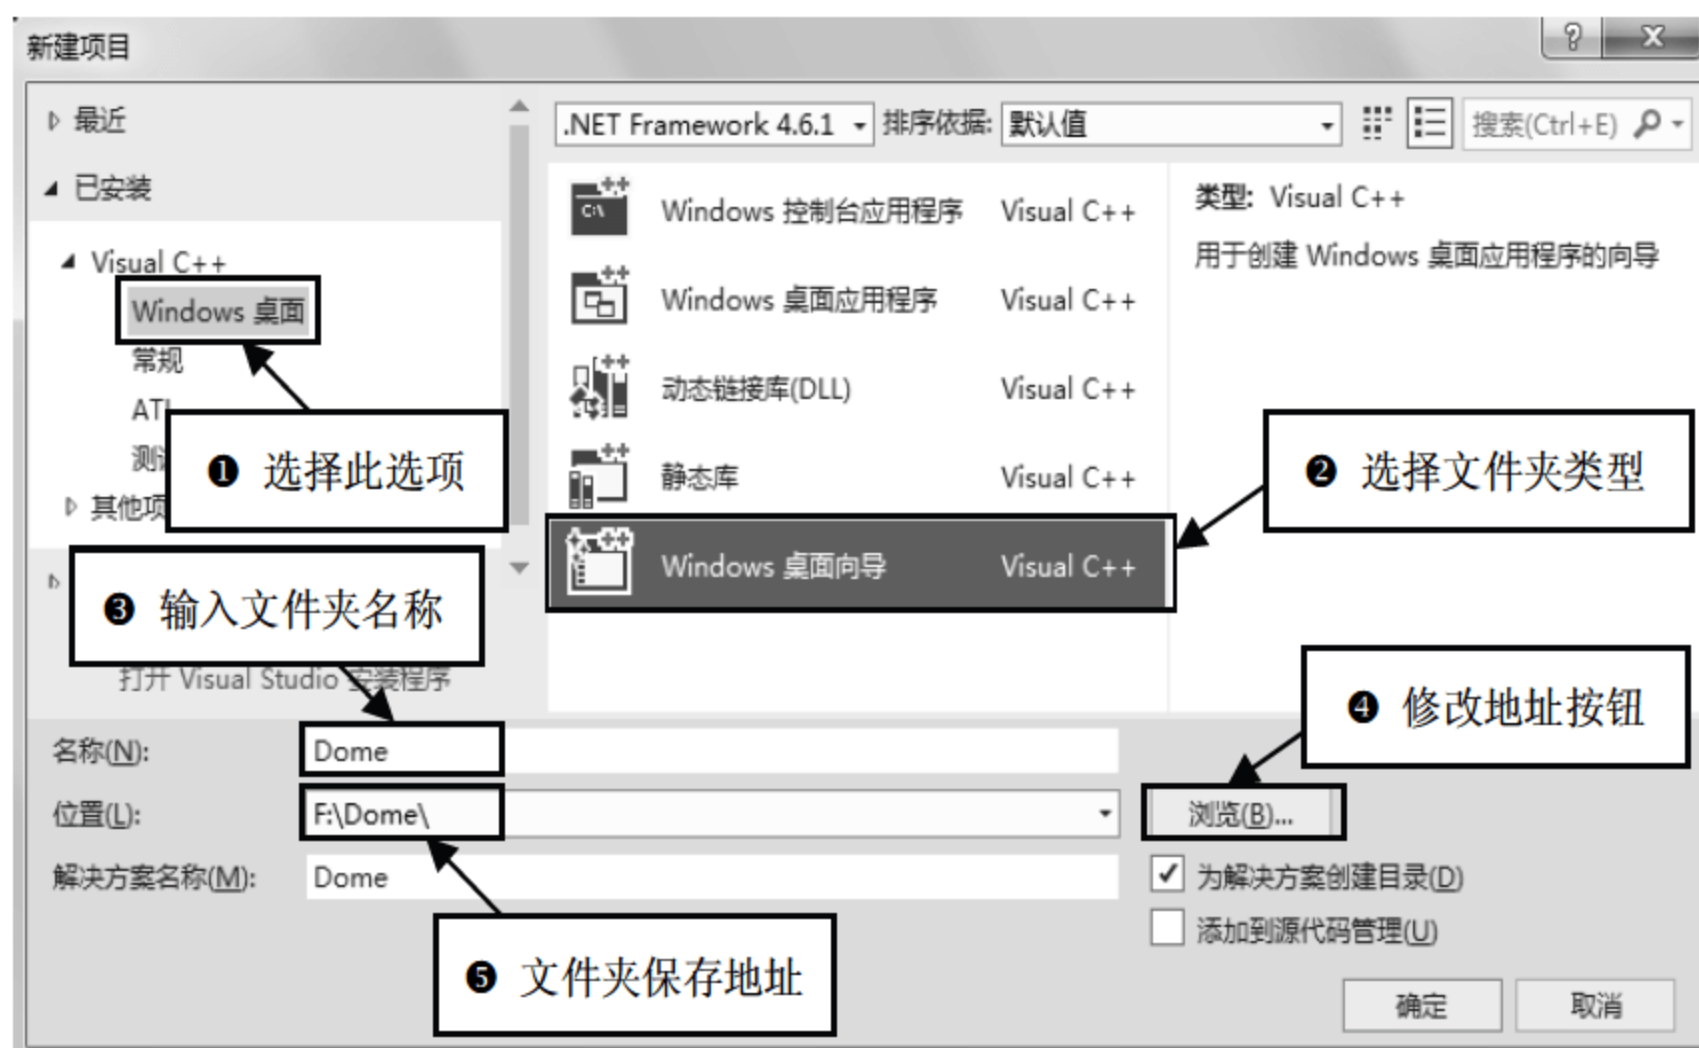 新建项目
? X
最近
已安装
Visual C++
Windows 桌面
常规
❶ 选择此选项
❸ 输入文件夹名称
打开 Visual Studio 安装程序
.NET Framework 4.6.1 排序依据: 默认值 搜索(Ctrl+E)
Windows 控制台应用程序 Visual C++
Windows 桌面应用程序 Visual C++
动态链接库(DLL) Visual C++
静态库 Visual C++
Windows 桌面向导 Visual C++
类型: Visual C++
用于创建 Windows 桌面应用程序的向导
❷ 选择文件夹类型
❹ 修改地址按钮
名称(N): Dome
位置(L): F:\Dome\ 浏览(B)...
解决方案名称(M): Dome
为解决方案创建目录(D)
添加到源代码管理(U)
❺ 文件夹保存地址
确定 取消